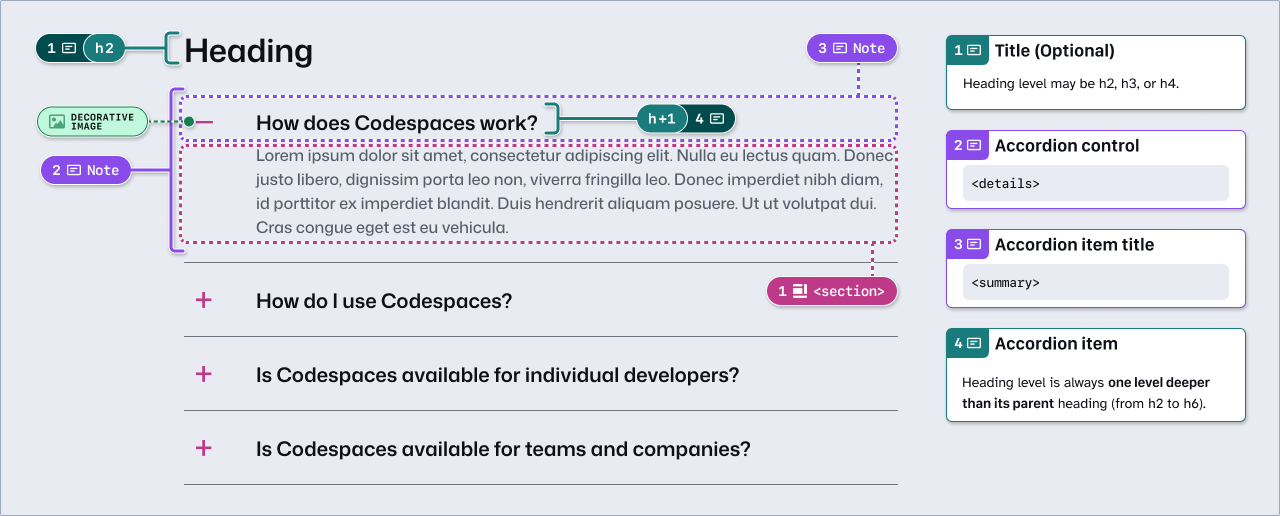 1 h2
Heading
3 Note
DECORATIVE
IMAGE
How does Codespaces work?
h+1 4
2 Note
Lorem ipsum dolor sit amet, consectetur adipiscing elit. Nulla eu lectus quam. Donec
justo libero, dignissim porta leo non, viverra fringilla leo. Donec imperdiet nibh diam,
id porttitor ex imperdiet blandit. Duis hendrerit aliquam posuere. Ut ut volutpat dui.
Cras congue eget est eu vehicula.
1 <section>
How do I use Codespaces?
Is Codespaces available for individual developers?
Is Codespaces available for teams and companies?
1 Title (Optional)
Heading level may be h2, h3, or h4.
2 Accordion control
<details>
3 Accordion item title
<summary>
4 Accordion item
Heading level is always one level deeper
than its parent heading (from h2 to h6).